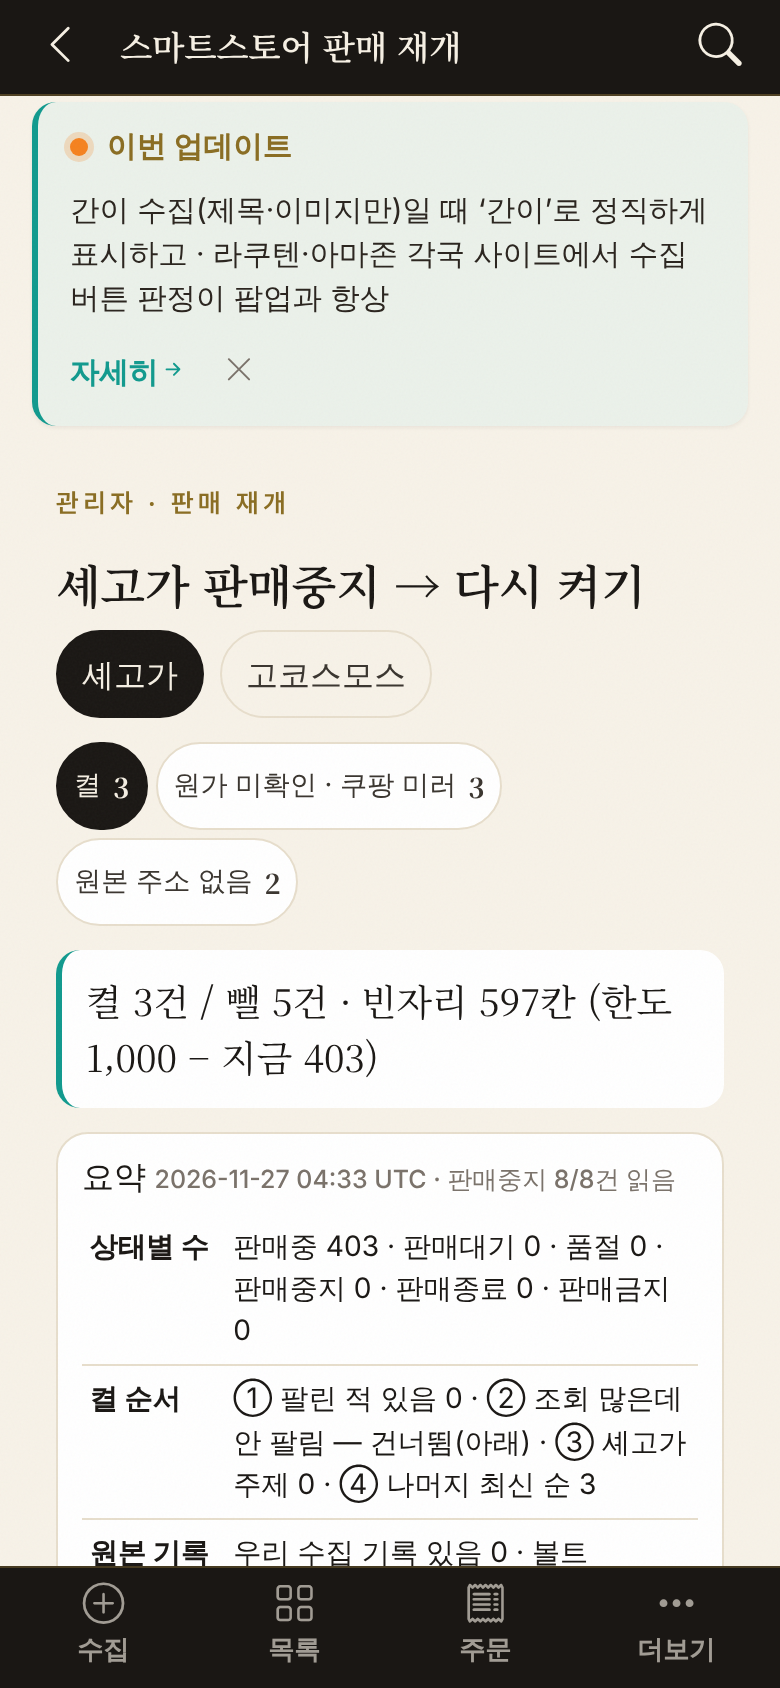 스마트스토어 판매 재개
이번 업데이트
간이 수집(제목·이미지만)일 때 ‘간이’로 정직하게
표시하고 · 라쿠텐·아마존 각국 사이트에서 수집
버튼 판정이 팝업과 항상
자세히 →
관리자 · 판매 재개
셰고가 판매중지 → 다시 켜기
셰고가 고코스모스
켤 3 원가 미확인 · 쿠팡 미러 3
원본 주소 없음 2
켤 3건 / 뺄 5건 · 빈자리 597칸 (한도
1,000 − 지금 403)
요약 2026-11-27 04:33 UTC · 판매중지 8/8건 읽음
상태별 수 판매중 403 · 판매대기 0 · 품절 0 ·
판매중지 0 · 판매종료 0 · 판매금지
0
켤 순서 ① 팔린 적 있음 0 · ② 조회 많은데
안 팔림 — 건너뜀(아래) · ③ 셰고가
주제 0 · ④ 나머지 최신 순 3
원본 기록 우리 수집 기록 있음 0 · 볼트
수집 목록 주문 더보기